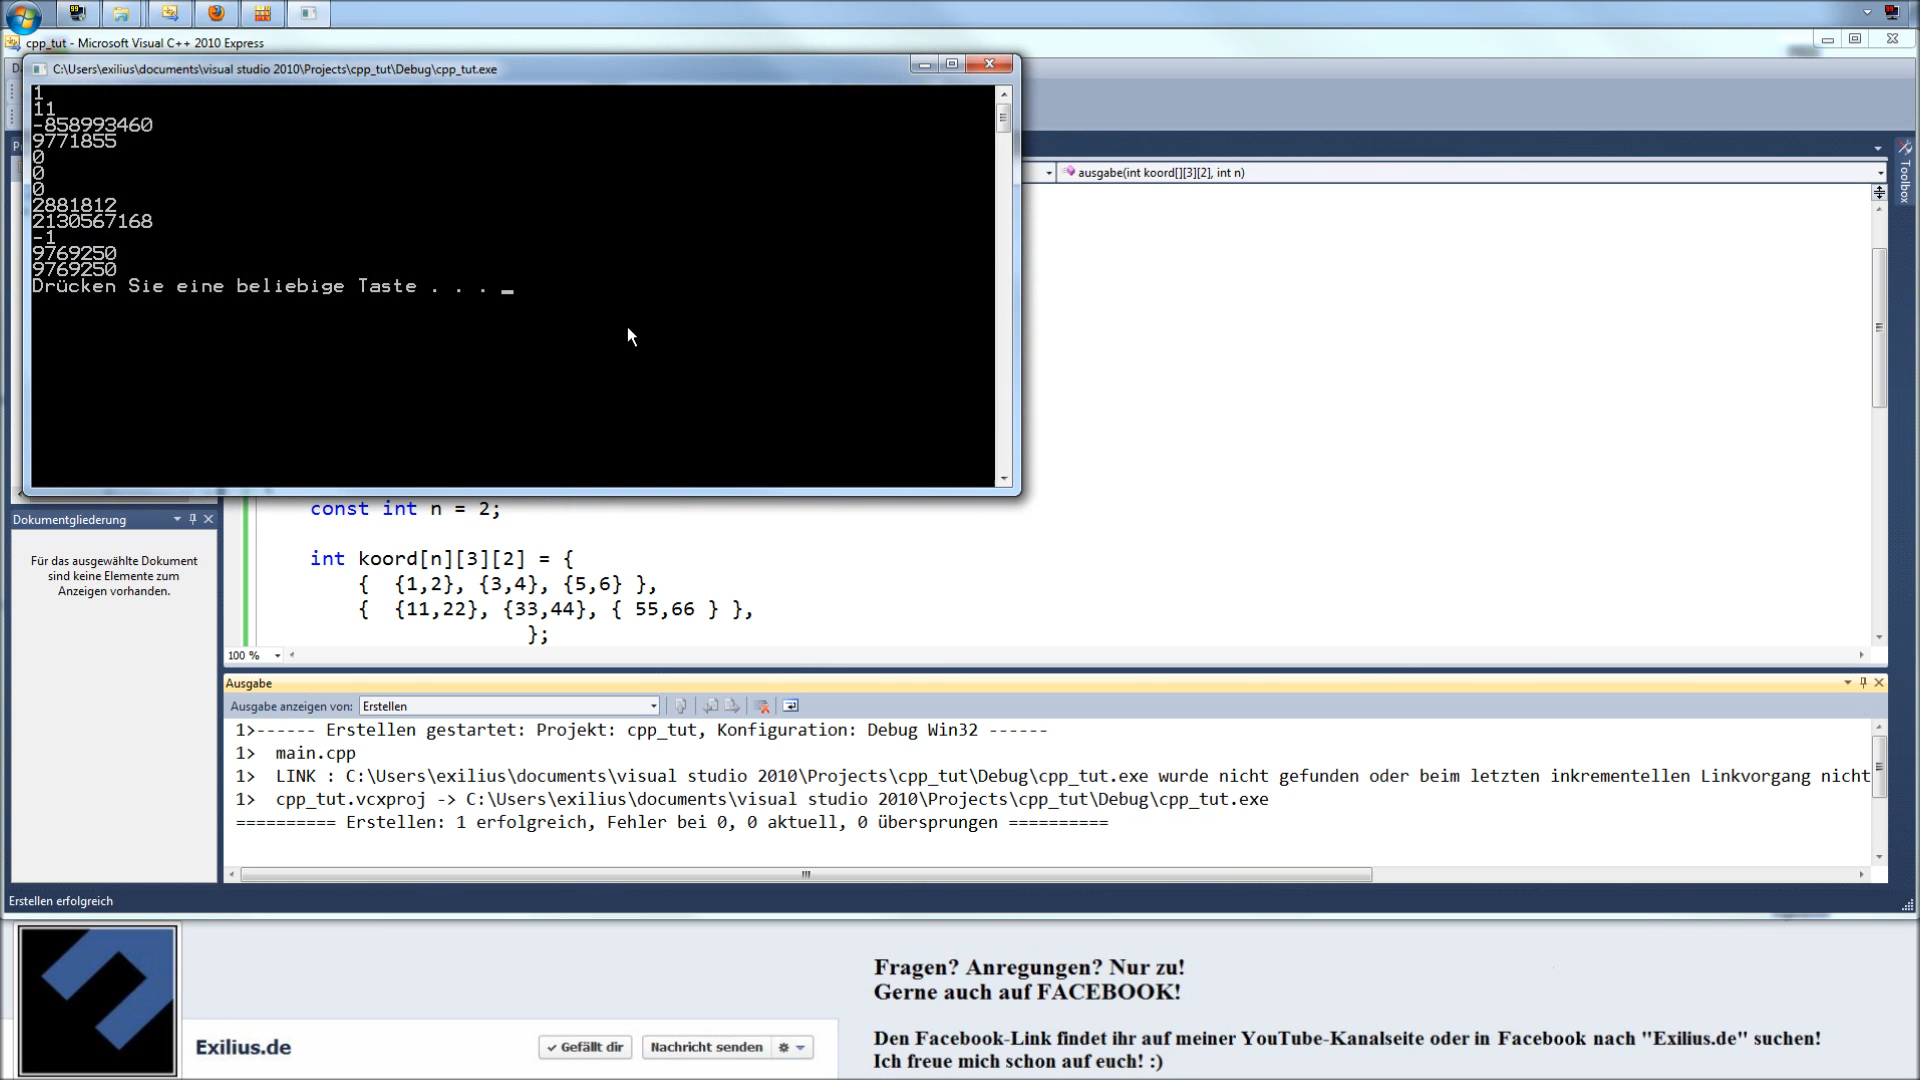 cpp_tut - Microsoft Visual C++ 2010 Express
C:\Users\exilius\documents\visual studio 2010\Projects\cpp_tut\Debug\cpp_tut.exe
1
11
-858993460
9771855
0
0
0
2881812
2130567168
-1
9769250
9769250
Drücken Sie eine beliebige Taste . . . _
ausgabe(int koord[][3][2], int n)
Toolbox
const int n = 2;
int koord[n][3][2] = {
{ {1,2}, {3,4}, {5,6} },
{ {11,22}, {33,44}, { 55,66 } },
};
100 %
Dokumentgliederung
Für das ausgewählte Dokument
sind keine Elemente zum
Anzeigen vorhanden.
Ausgabe
Ausgabe anzeigen von: Erstellen
1>------ Erstellen gestartet: Projekt: cpp_tut, Konfiguration: Debug Win32 ------
1> main.cpp
1> LINK : C:\Users\exilius\documents\visual studio 2010\Projects\cpp_tut\Debug\cpp_tut.exe wurde nicht gefunden oder beim letzten inkrementellen Linkvorgang nicht
1> cpp_tut.vcxproj -> C:\Users\exilius\documents\visual studio 2010\Projects\cpp_tut\Debug\cpp_tut.exe
========== Erstellen: 1 erfolgreich, Fehler bei 0, 0 aktuell, 0 übersprungen ==========
Erstellen erfolgreich
Exilius.de
Gefällt dir
Nachricht senden
Fragen? Anregungen? Nur zu!
Gerne auch auf FACEBOOK!
Den Facebook-Link findet ihr auf meiner YouTube-Kanalseite oder in Facebook nach "Exilius.de" suchen!
Ich freue mich schon auf euch! :)